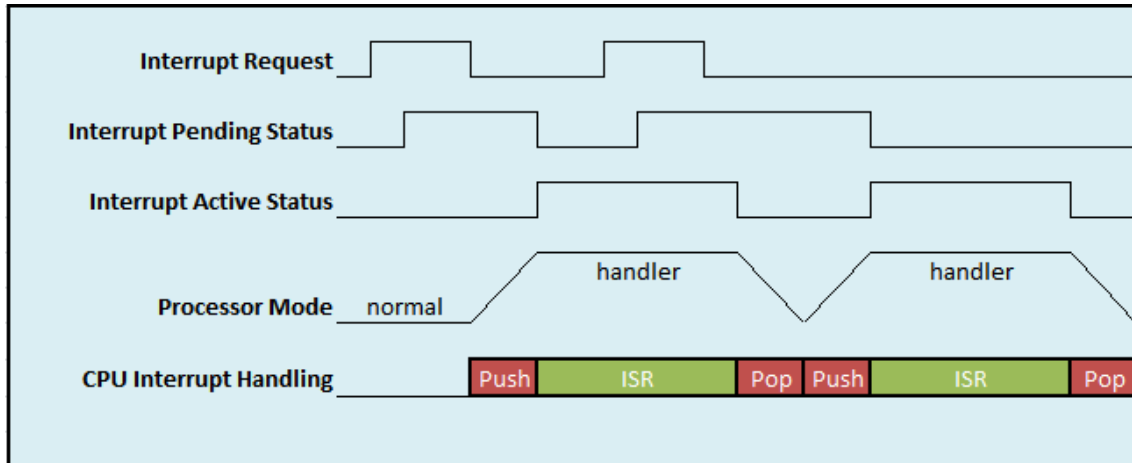 Interrupt Request
Interrupt Pending Status
Interrupt Active Status
handler handler
Processor Mode normal
CPU Interrupt Handling Push ISR Pop Push ISR Pop